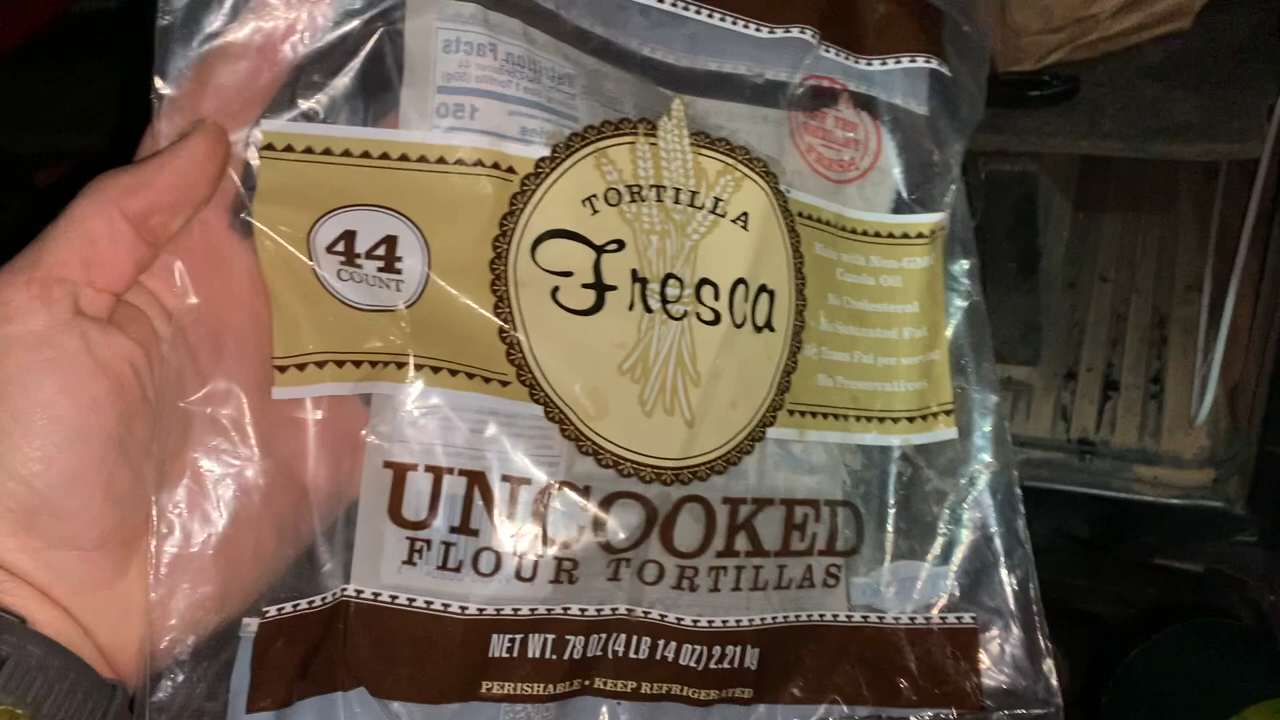 Nutrition Facts
150
FRESH
TORTILLA
Fresca
44
COUNT
Made with Non-GMO
Canola Oil
No Cholesterol
No Saturated Fat
Trans Fat per serving
No Preservatives
UNCOOKED
FLOUR TORTILLAS
NET WT. 78 OZ (4 LB 14 OZ) 2.21 kg
PERISHABLE • KEEP REFRIGERATED